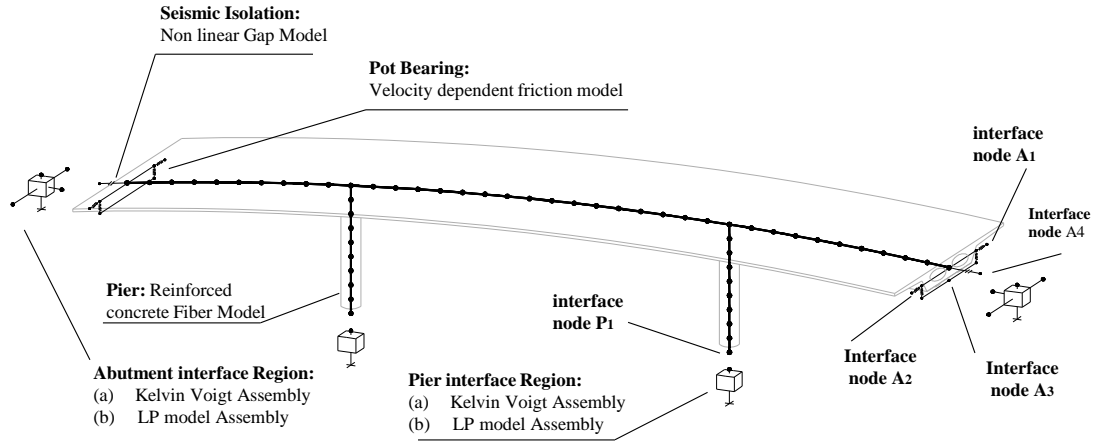 Seismic Isolation:
Non linear Gap Model
Pot Bearing:
Velocity dependent friction model
interface
node A1
Interface
node A4
Pier: Reinforced
concrete Fiber Model
interface
node P1
Interface
node A2
Interface
node A3
Abutment interface Region:
(a) Kelvin Voigt Assembly
(b) LP model Assembly
Pier interface Region:
(a) Kelvin Voigt Assembly
(b) LP model Assembly